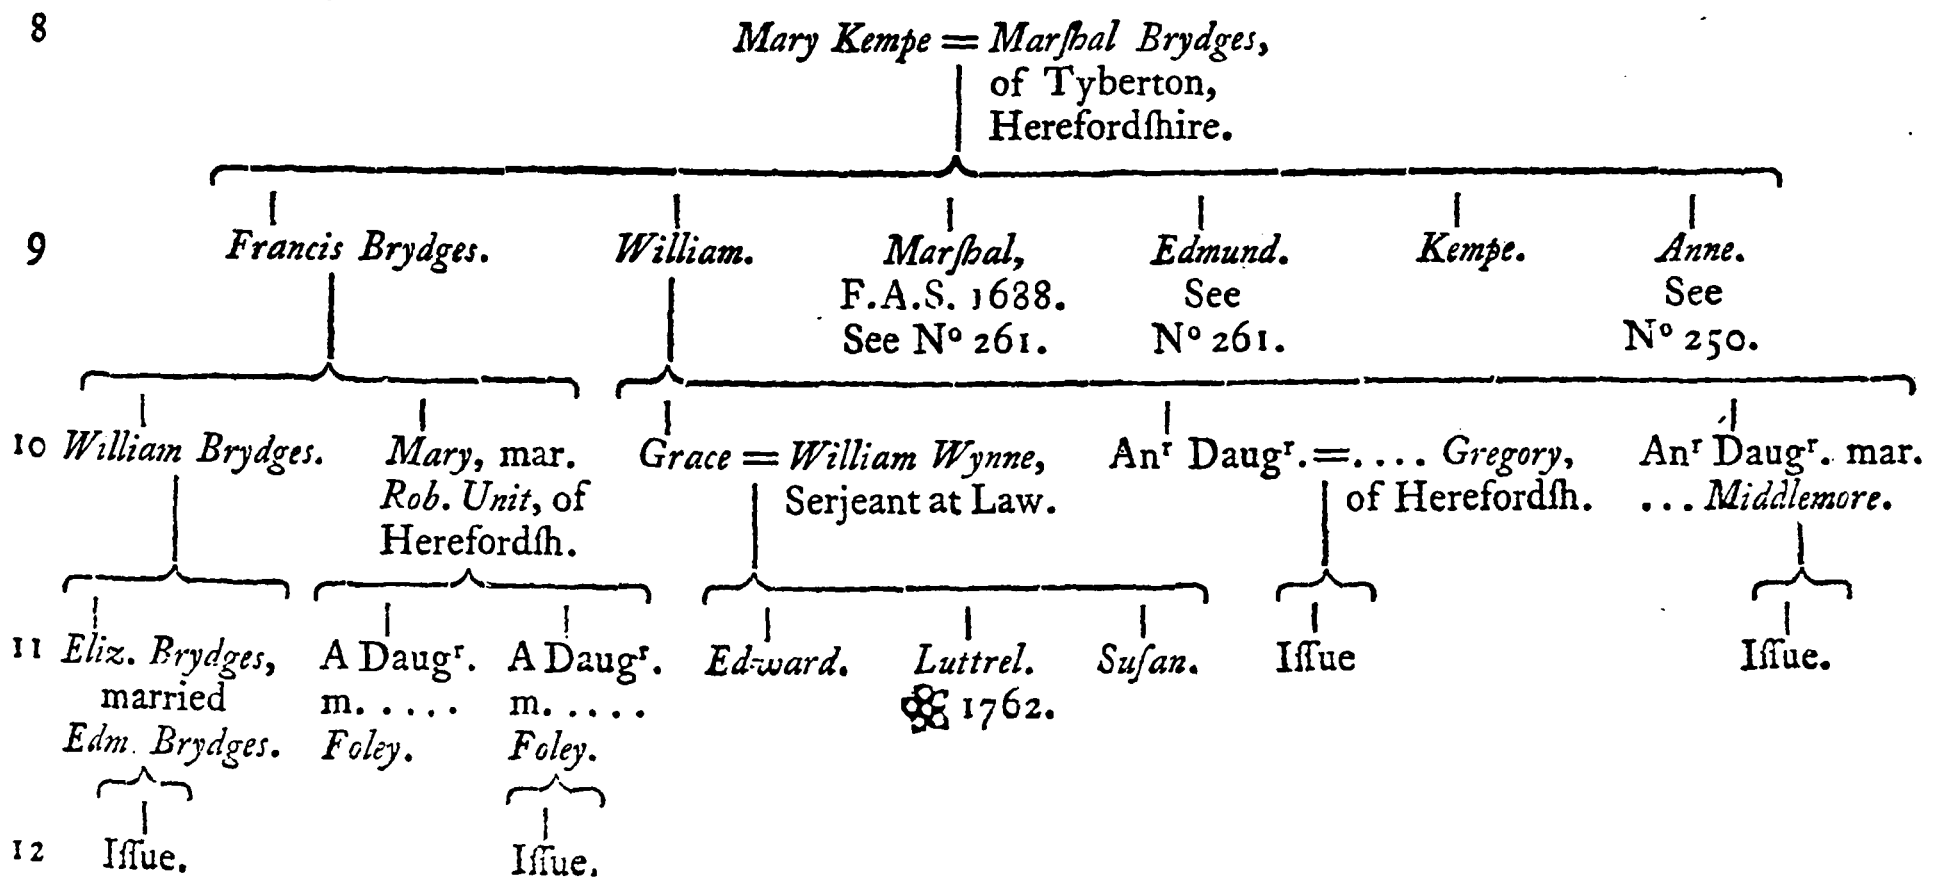 8 Mary Kempe = Marſhal Brydges,
of Tyberton,
Herefordſhire.
9 Francis Brydges. William. Marſhal, Edmund. Kempe. Anne.
F.A.S. 1688. See See
See Nº 261. Nº 261. Nº 250.
10 William Brydges. Mary, mar. Grace = William Wynne, Anʳ Daugʳ. = .... Gregory, Anʳ Daugʳ. mar.
Rob. Unit, of Serjeant at Law. of Herefordſh. ... Middlemore.
Herefordſh.
11 Eliz. Brydges, A Daugʳ. A Daugʳ. Edward. Luttrel. Suſan. Iſſue Iſſue.
married m. .... m. .... 1762.
Edm. Brydges. Foley. Foley.
12 Iſſue. Iſſue.